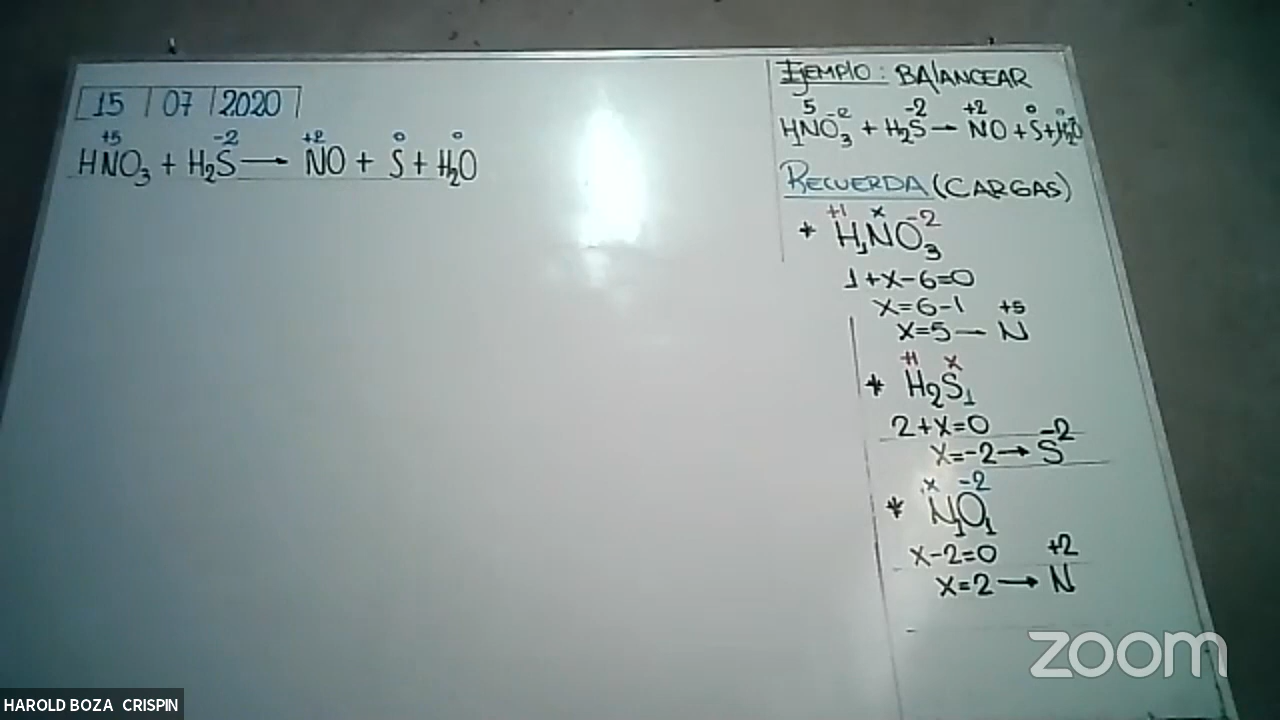 15 | 07 | 2020
+5 -2 +2 0 0
HNO3 + H2S → NO + S + H2O
EJEMPLO: BALANCEAR
5 -2 -2 +2 0 0
H1NO3 + H2S → NO + S + H2O
RECUERDA (CARGAS)
+1 x -2
* H1NO3
1+x-6=0
x=6-1 +5
x=5 — N
+1 x
* H2S1
2+x=0 -2
x=-2 → S
x -2
* N1O1
x-2=0 +2
x=2 → N
zoom
HAROLD BOZA CRISPIN